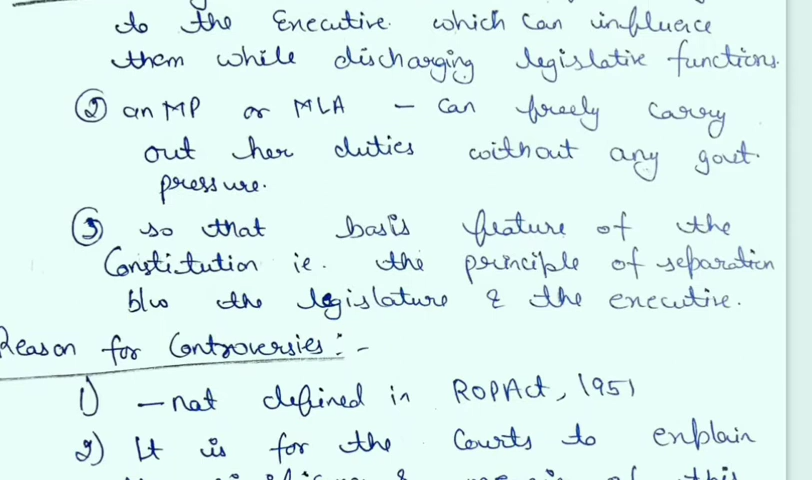 to the Executive which can influence
them while discharging legislative functions.
② an MP or MLA – can freely carry
out her duties without any govt.
pressure.
③ so that basis feature of the
Constitution ie. the principle of separation
b/w the legislature & the executive.
Reason for Controversies :-
1) – not defined in ROPAct, 1951
2) It is for the Courts to explain
of this